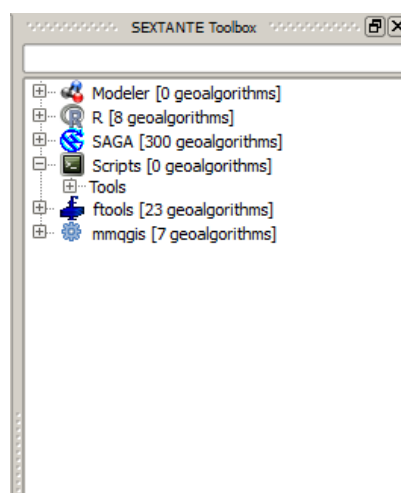 SEXTANTE Toolbox
Modeler [0 geoalgorithms]
R [8 geoalgorithms]
SAGA [300 geoalgorithms]
Scripts [0 geoalgorithms]
Tools
ftools [23 geoalgorithms]
mmqgis [7 geoalgorithms]